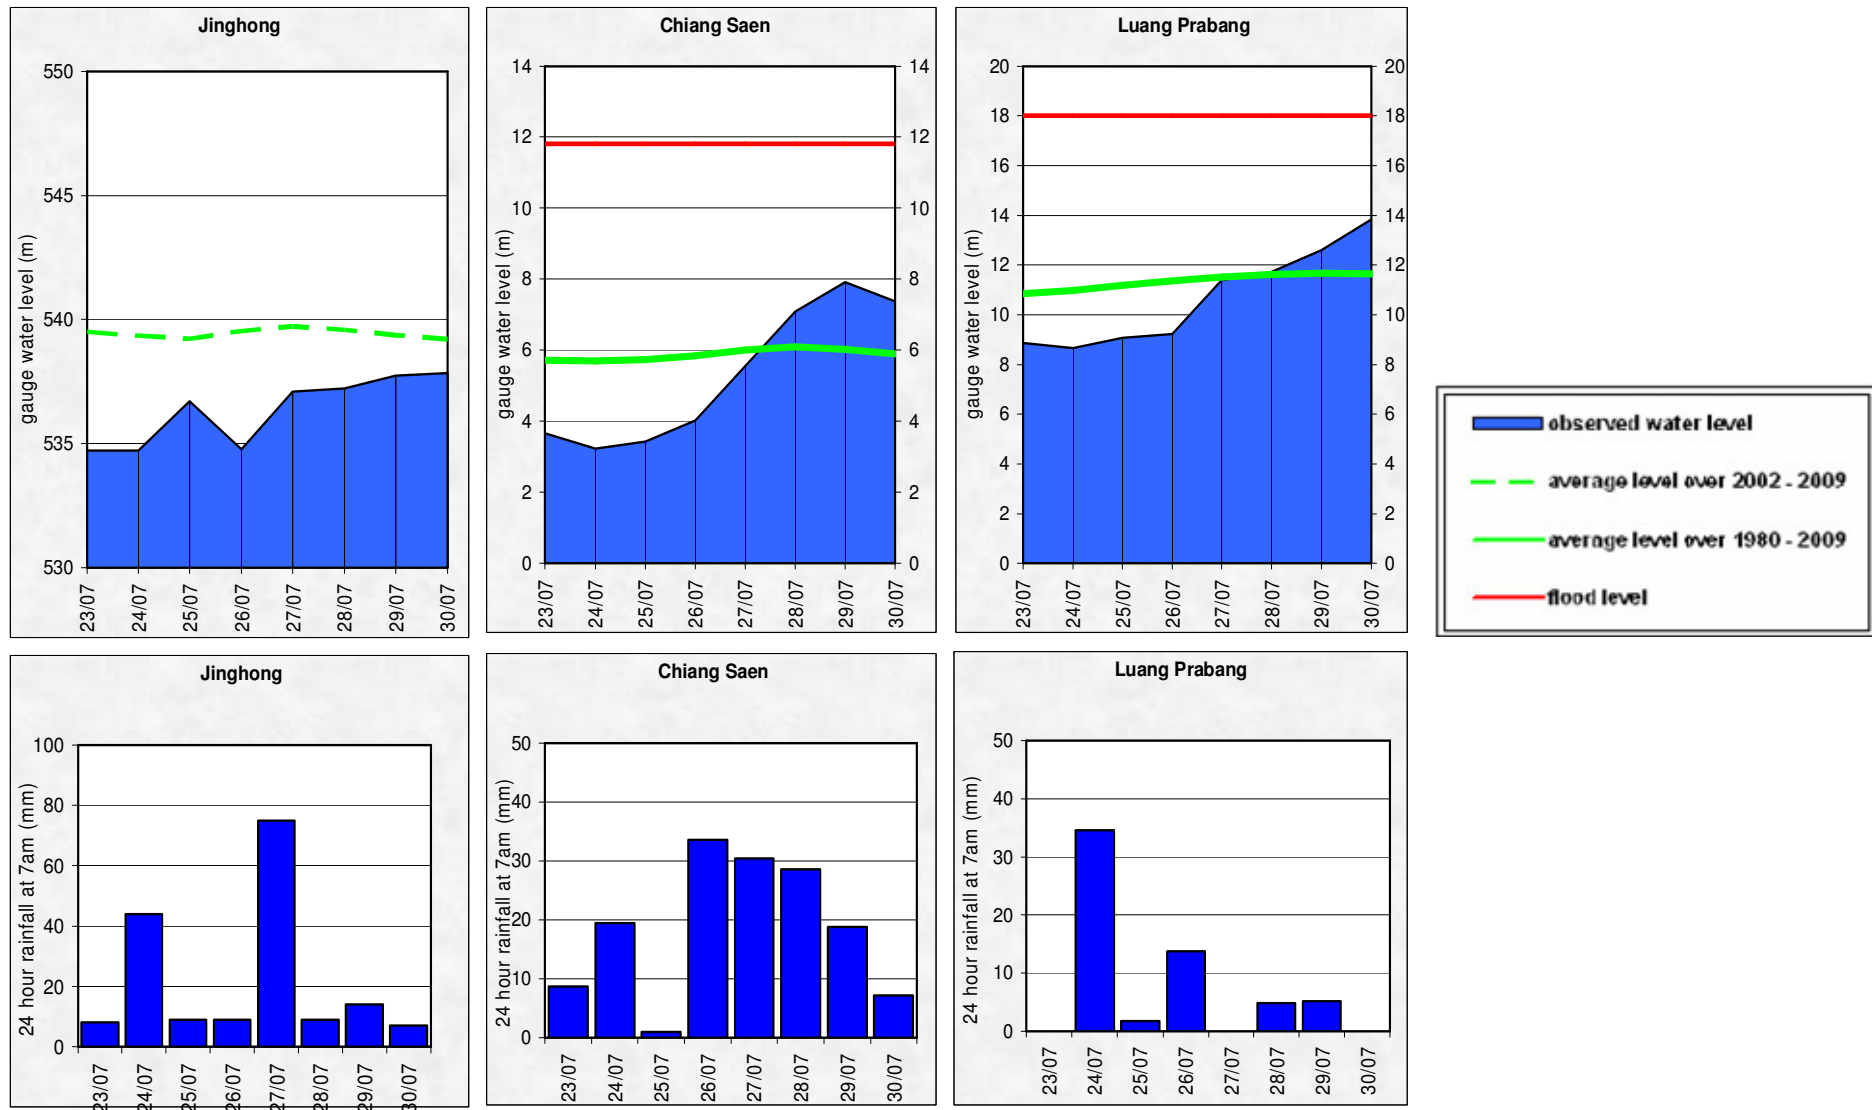 Jinghong
gauge water level (m)
550
545
540
535
530
23/07 24/07 25/07 26/07 27/07 28/07 29/07 30/07
Chiang Saen
gauge water level (m)
14 14
12 12
10 10
8 8
6 6
4 4
2 2
0 0
23/07 24/07 25/07 26/07 27/07 28/07 29/07 30/07
Luang Prabang
gauge water level (m)
20 20
18 18
16 16
14 14
12 12
10 10
8 8
6 6
4 4
2 2
0 0
23/07 24/07 25/07 26/07 27/07 28/07 29/07 30/07
observed water level
average level over 2002 - 2009
average level over 1980 - 2009
flood level
Jinghong
24 hour rainfall at 7am (mm)
100
80
60
40
20
0
23/07 24/07 25/07 26/07 27/07 28/07 29/07 30/07
Chiang Saen
24 hour rainfall at 7am (mm)
50
40
30
20
10
0
23/07 24/07 25/07 26/07 27/07 28/07 29/07 30/07
Luang Prabang
24 hour rainfall at 7am (mm)
50
40
30
20
10
0
23/07 24/07 25/07 26/07 27/07 28/07 29/07 30/07